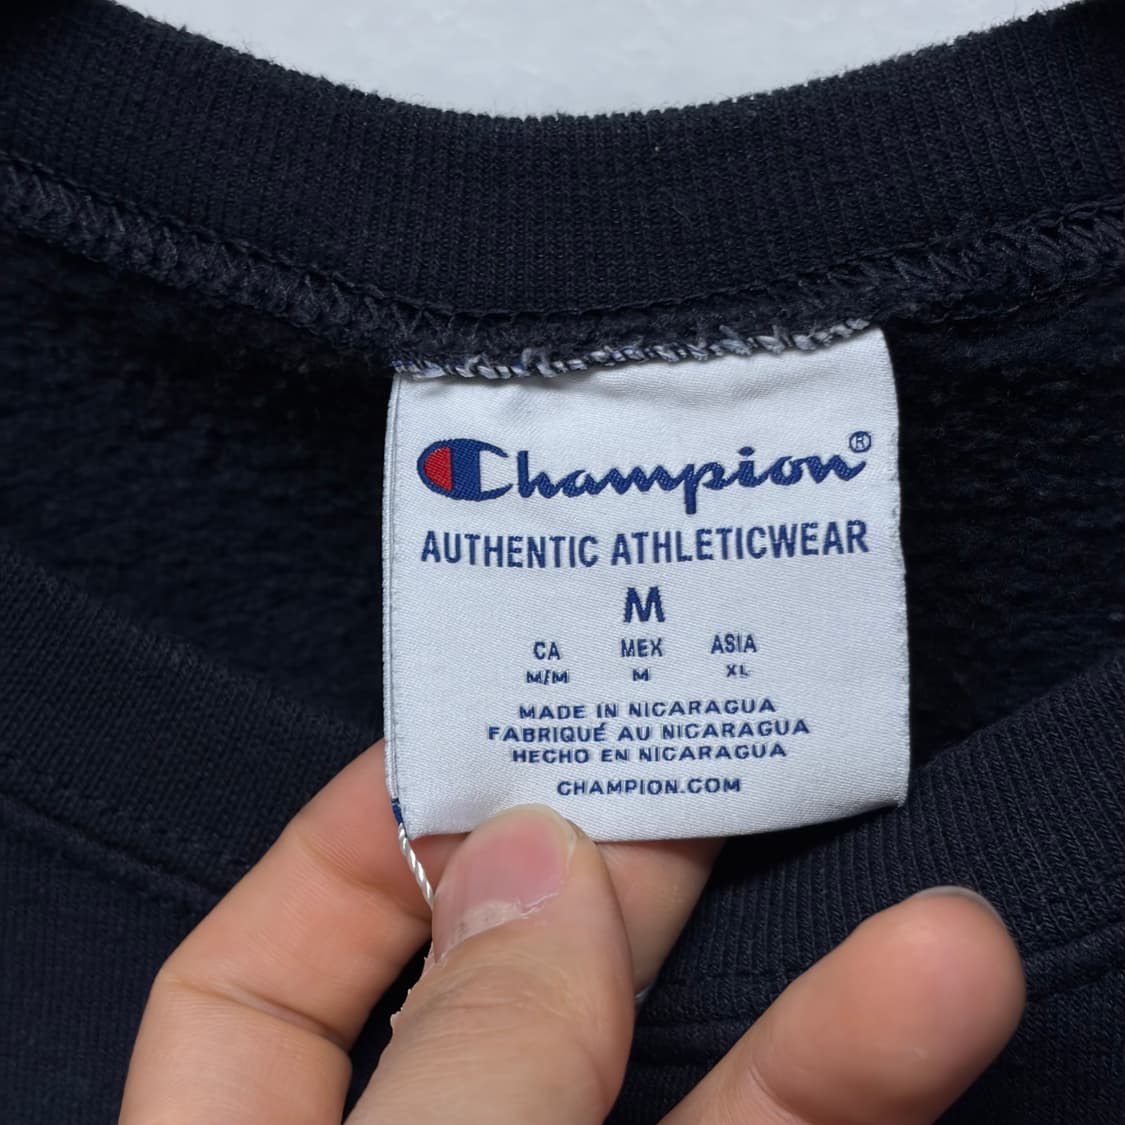 Champion®
AUTHENTIC ATHLETICWEAR
M
CA MEX ASIA
M/M M XL
MADE IN NICARAGUA
FABRIQUÉ AU NICARAGUA
HECHO EN NICARAGUA
CHAMPION.COM